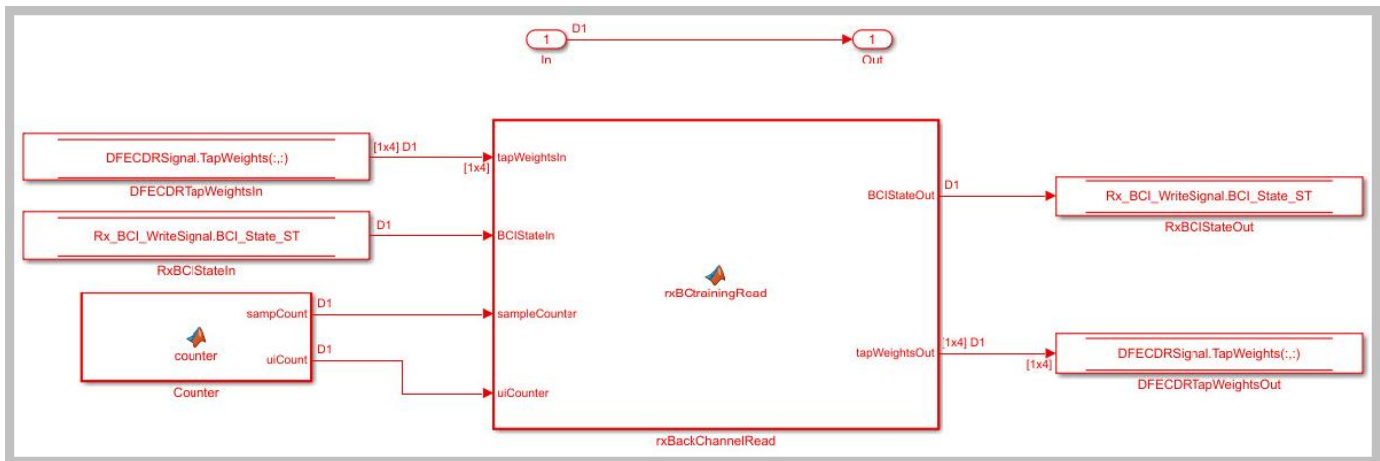 D1
1
1
In
Out
DFECDRSignal.TapWeights(:,:)
[1x4] D1
[1x4]
tapWeightsIn
DFECDRTapWeightsIn
Rx_BCI_WriteSignal.BCI_State_ST
D1
BCIStateIn
RxBCIStateIn
BCIStateOut
D1
Rx_BCI_WriteSignal.BCI_State_ST
RxBCIStateOut
rxBCtrainingRead
sampCount
D1
sampleCounter
counter
uiCount
D1
Counter
uiCounter
tapWeightsOut
[1x4] D1
[1x4]
DFECDRSignal.TapWeights(:,:)
DFECDRTapWeightsOut
rxBackChannelRead